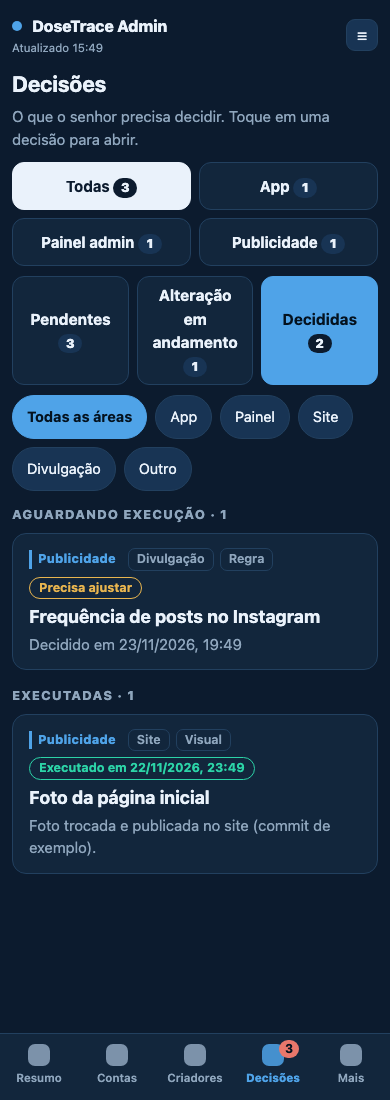 DoseTrace Admin
Atualizado 15:49
≡
Decisões
O que o senhor precisa decidir. Toque em uma
decisão para abrir.
Todas 3
App 1
Painel admin 1
Publicidade 1
Pendentes
3
Alteração
em
andamento
1
Decididas
2
Todas as áreas
App
Painel
Site
Divulgação
Outro
AGUARDANDO EXECUÇÃO · 1
Publicidade Divulgação Regra
Precisa ajustar
Frequência de posts no Instagram
Decidido em 23/11/2026, 19:49
EXECUTADAS · 1
Publicidade Site Visual
Executado em 22/11/2026, 23:49
Foto da página inicial
Foto trocada e publicada no site (commit de
exemplo).
3
Resumo Contas Criadores Decisões Mais